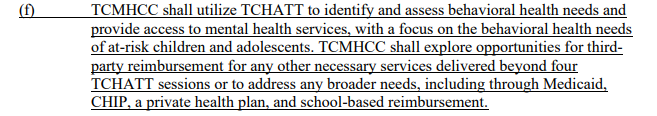 (f) TCMHCC shall utilize TCHATT to identify and assess behavioral health needs and
provide access to mental health services, with a focus on the behavioral health needs
of at-risk children and adolescents. TCMHCC shall explore opportunities for third-
party reimbursement for any other necessary services delivered beyond four
TCHATT sessions or to address any broader needs, including through Medicaid,
CHIP, a private health plan, and school-based reimbursement.